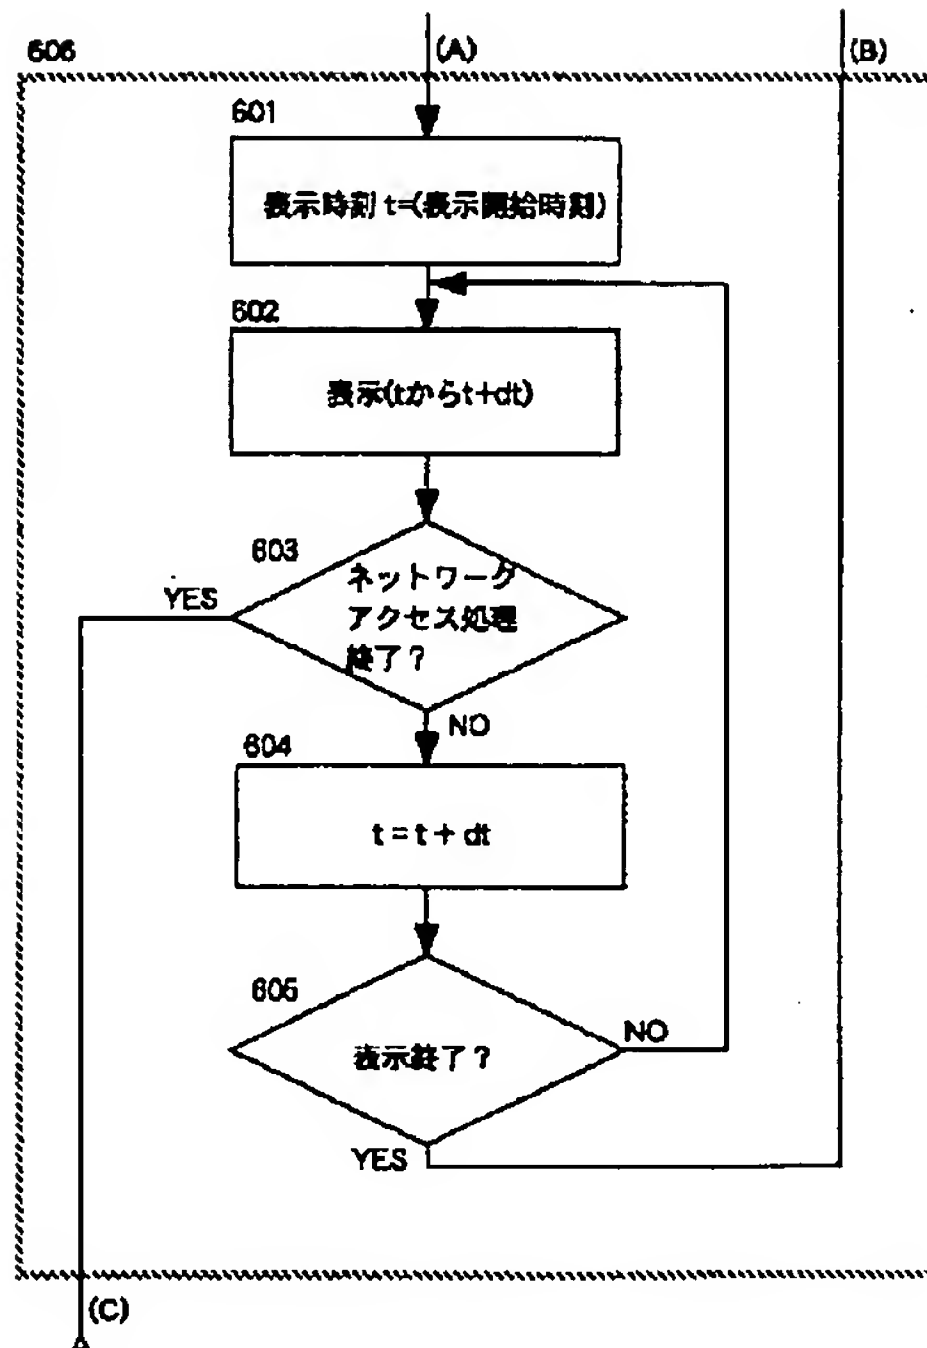 606
(A)
(B)
601
表示時刻 t=(表示開始時刻)
602
表示(tからt+dt)
603
YES
ネットワーク
アクセス処理
終了？
NO
604
t = t + dt
605
NO
表示終了？
YES
(C)